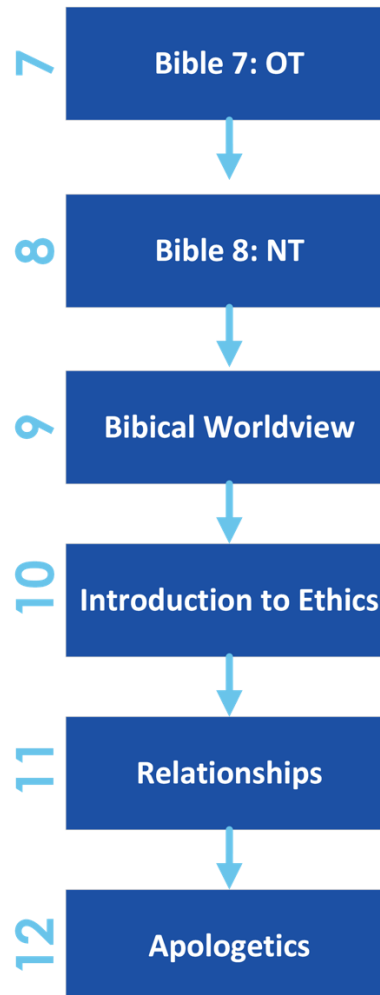 7
Bible 7: OT
8
Bible 8: NT
9
Bibical Worldview
10
Introduction to Ethics
11
Relationships
12
Apologetics